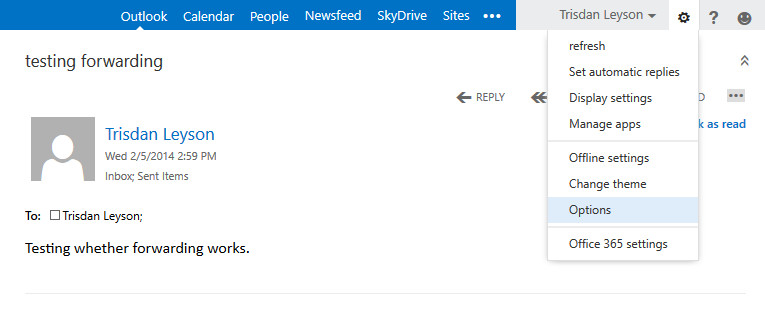 Outlook Calendar People Newsfeed SkyDrive Sites ••• Trisdan Leyson ?
refresh
Set automatic replies
Display settings
Manage apps
Offline settings
Change theme
Options
Office 365 settings
testing forwarding
REPLY D •••
k as read
Trisdan Leyson
Wed 2/5/2014 2:59 PM
Inbox; Sent Items
To: Trisdan Leyson;
Testing whether forwarding works.